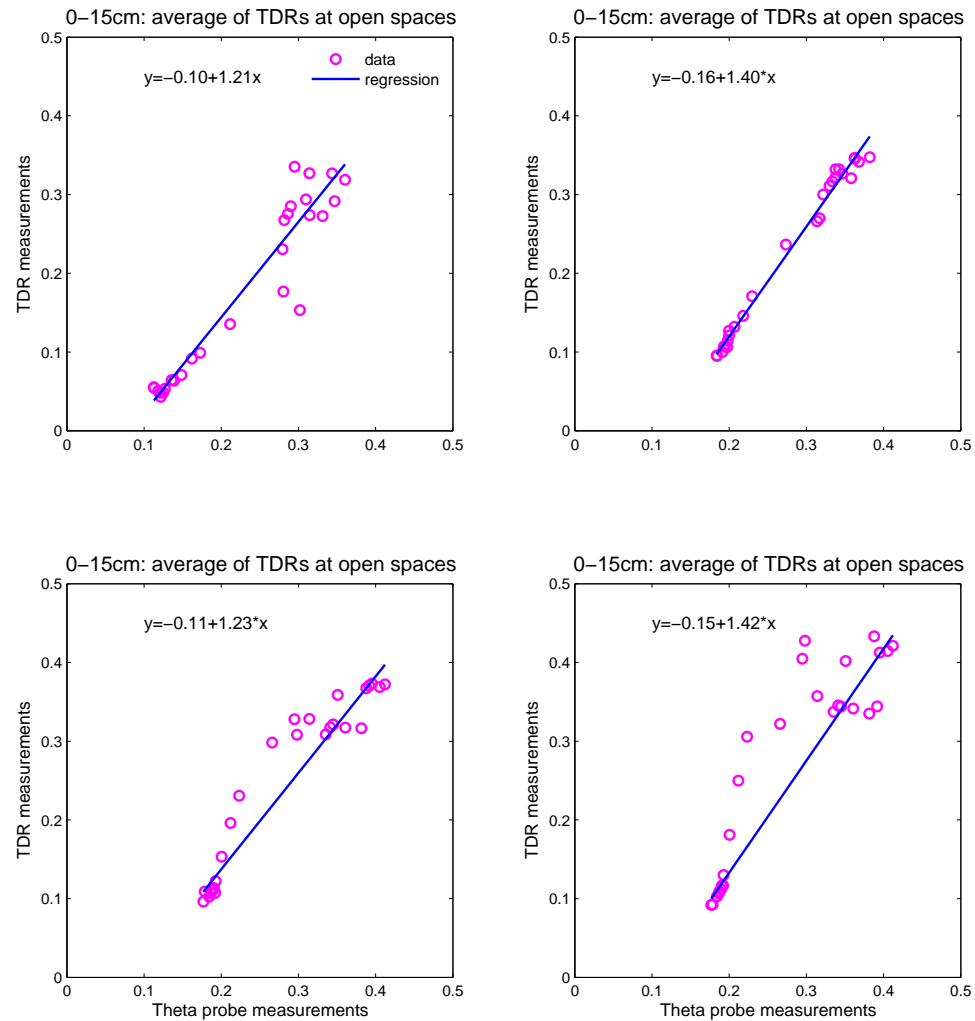 0−15cm: average of TDRs at open spaces
0.5
0.4
0.3
0.2
0.1
0
TDR measurements
y=−0.10+1.21x
data
regression
0 0.1 0.2 0.3 0.4 0.5
0−15cm: average of TDRs at open spaces
0.5
0.4
0.3
0.2
0.1
0
TDR measurements
y=−0.16+1.40*x
0 0.1 0.2 0.3 0.4 0.5
0−15cm: average of TDRs at open spaces
0.5
0.4
0.3
0.2
0.1
0
TDR measurements
y=−0.11+1.23*x
0 0.1 0.2 0.3 0.4 0.5
Theta probe measurements
0−15cm: average of TDRs at open spaces
0.5
0.4
0.3
0.2
0.1
0
TDR measurements
y=−0.15+1.42*x
0 0.1 0.2 0.3 0.4 0.5
Theta probe measurements